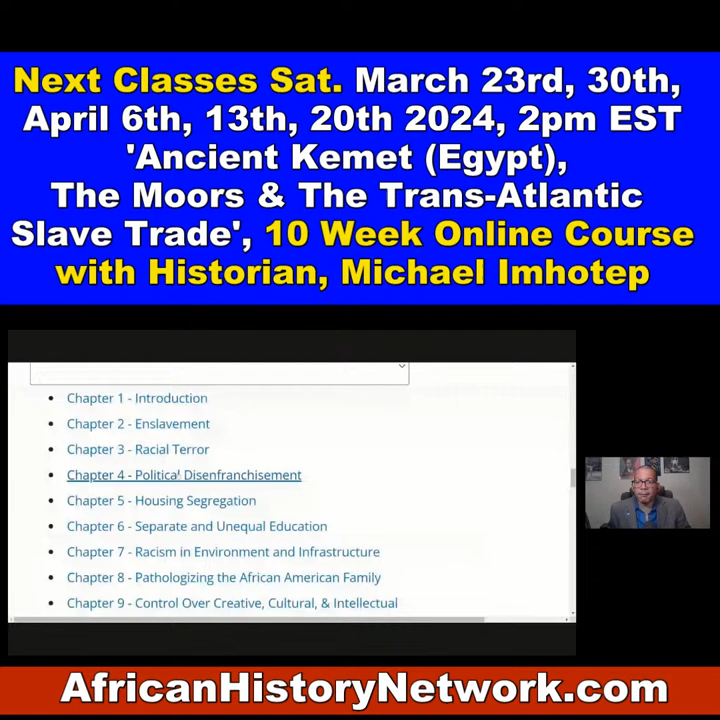 Next Classes Sat. March 23rd, 30th,
April 6th, 13th, 20th 2024, 2pm EST
'Ancient Kemet (Egypt),
The Moors & The Trans-Atlantic
Slave Trade', 10 Week Online Course
with Historian, Michael Imhotep
Chapter 1 - Introduction
Chapter 2 - Enslavement
Chapter 3 - Racial Terror
Chapter 4 - Political Disenfranchisement
Chapter 5 - Housing Segregation
Chapter 6 - Separate and Unequal Education
Chapter 7 - Racism in Environment and Infrastructure
Chapter 8 - Pathologizing the African American Family
Chapter 9 - Control Over Creative, Cultural, & Intellectual
AfricanHistoryNetwork.com